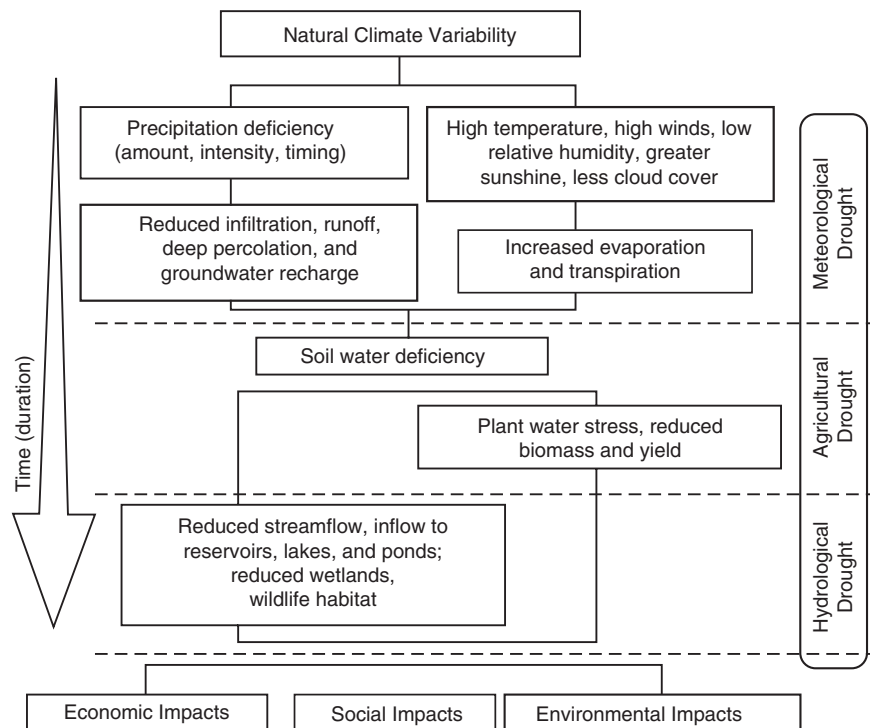 Natural Climate Variability
Precipitation deficiency
(amount, intensity, timing)
High temperature, high winds, low
relative humidity, greater
sunshine, less cloud cover
Reduced infiltration, runoff,
deep percolation, and
groundwater recharge
Increased evaporation
and transpiration
Meteorological
Drought
Soil water deficiency
Time (duration)
Plant water stress, reduced
biomass and yield
Agricultural
Drought
Reduced streamflow, inflow to
reservoirs, lakes, and ponds;
reduced wetlands,
wildlife habitat
Hydrological
Drought
Economic Impacts
Social Impacts
Environmental Impacts